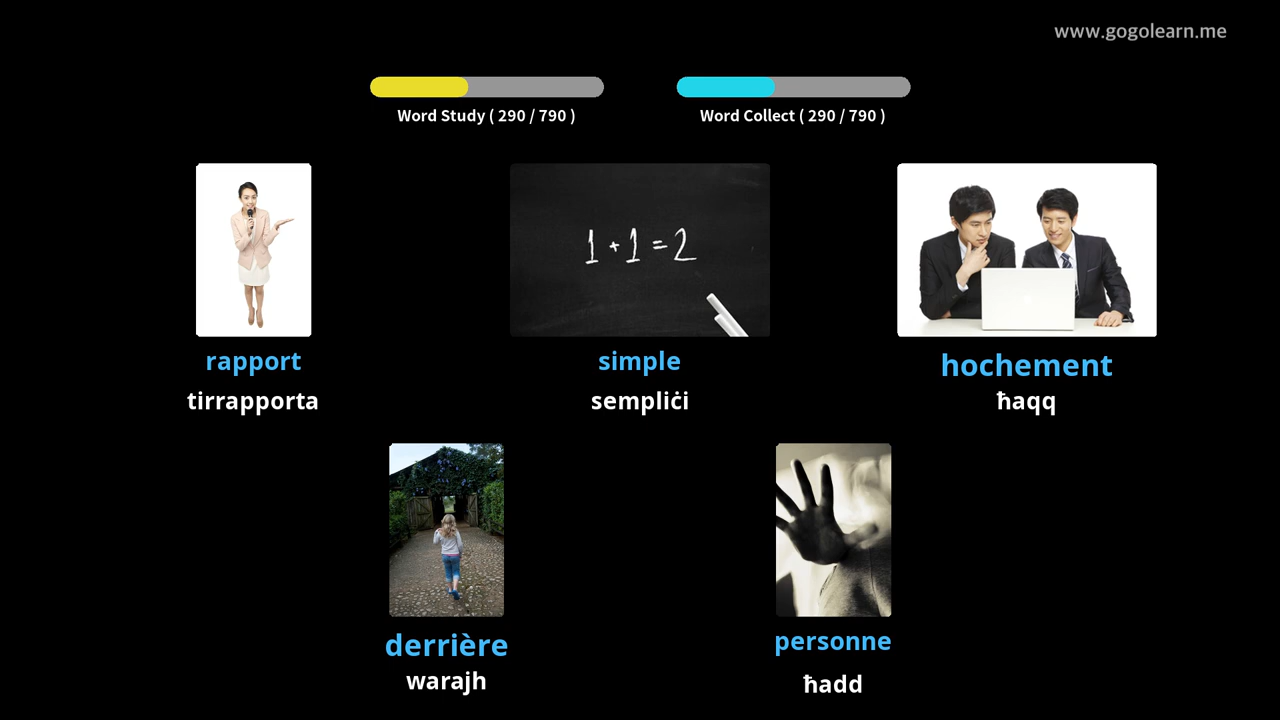 www.gogolearn.me
Word Study ( 290 / 790 )
Word Collect ( 290 / 790 )
1 + 1 = 2
rapport
tirrapporta
simple
sempliċi
hochement
ħaqq
derrière
warajh
personne
ħadd